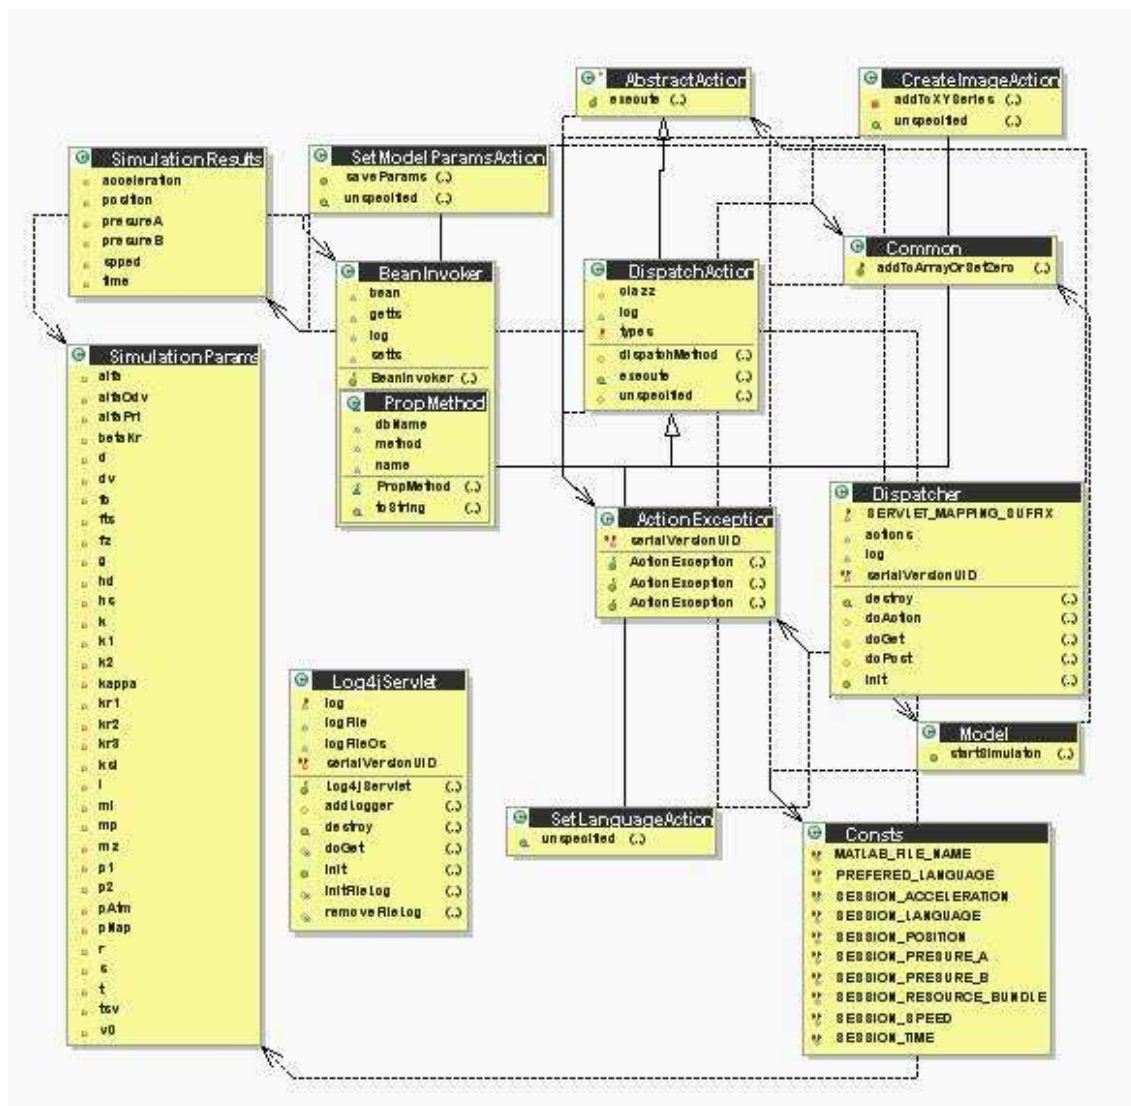 AbstractAction
execute (..)
CreateImageAction
addToXYSeries (..)
unspecified (..)
SimulationResults
acceleration
position
presureA
presureB
spped
time
SetModelParamsAction
saveParams (..)
unspecified (..)
Common
addToArrayOrSetZero (..)
BeanInvoker
bean
getts
log
setts
BeanInvoker (..)
PropMethod
dbName
method
name
PropMethod (..)
toString (..)
DispatchAction
clazz
log
types
dispatchMethod (..)
execute (..)
unspecified (..)
SimulationParams
alfa
alfaOdv
alfaPri
betaKr
d
dv
fb
fts
fz
g
hd
hs
k
k1
k2
kappa
kr1
kr2
kr3
ksi
l
ml
mp
mz
p1
p2
pAtm
pNap
r
s
t
tsv
v0
ActionException
serialVersionUID
ActionException (..)
ActionException (..)
ActionException (..)
Dispatcher
SERVLET_MAPPING_SUFIX
actions
log
serialVersionUID
destroy (..)
doAction (..)
doGet (..)
doPost (..)
init (..)
Log4jServlet
log
logFile
logFileOs
serialVersionUID
Log4jServlet (..)
addLogger (..)
destroy (..)
doGet (..)
init (..)
initFileLog (..)
removeFileLog (..)
Model
startSimulaton (..)
SetLanguageAction
unspecified (..)
Consts
MATLAB_FILE_NAME
PREFERED_LANGUAGE
SESSION_ACCELERATION
SESSION_LANGUAGE
SESSION_POSITION
SESSION_PRESURE_A
SESSION_PRESURE_B
SESSION_RESOURCE_BUNDLE
SESSION_SPEED
SESSION_TIME